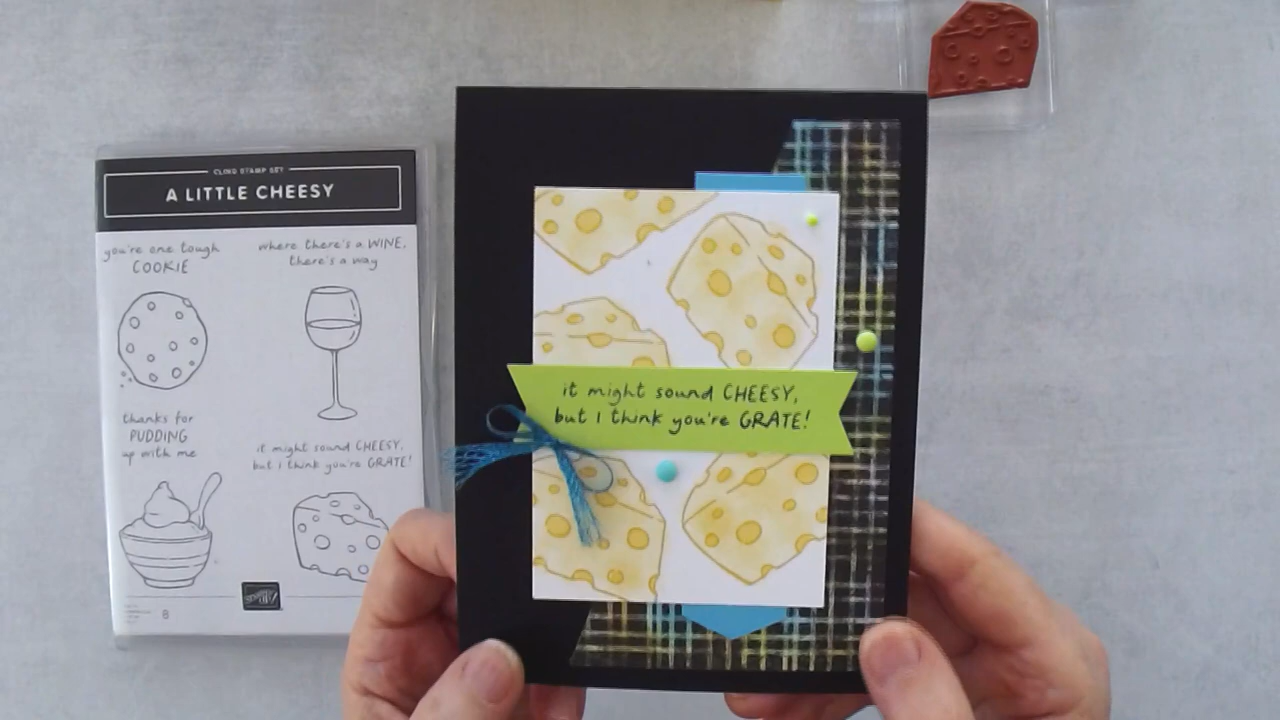 CLING STAMP SET
A LITTLE CHEESY
you're one tough
COOKIE
where there's a WINE,
there's a way
thanks for
PUDDING
up with me
it might sound CHEESY,
but i think you're GRATE!
8
it might sound CHEESY,
but i think you're GRATE!